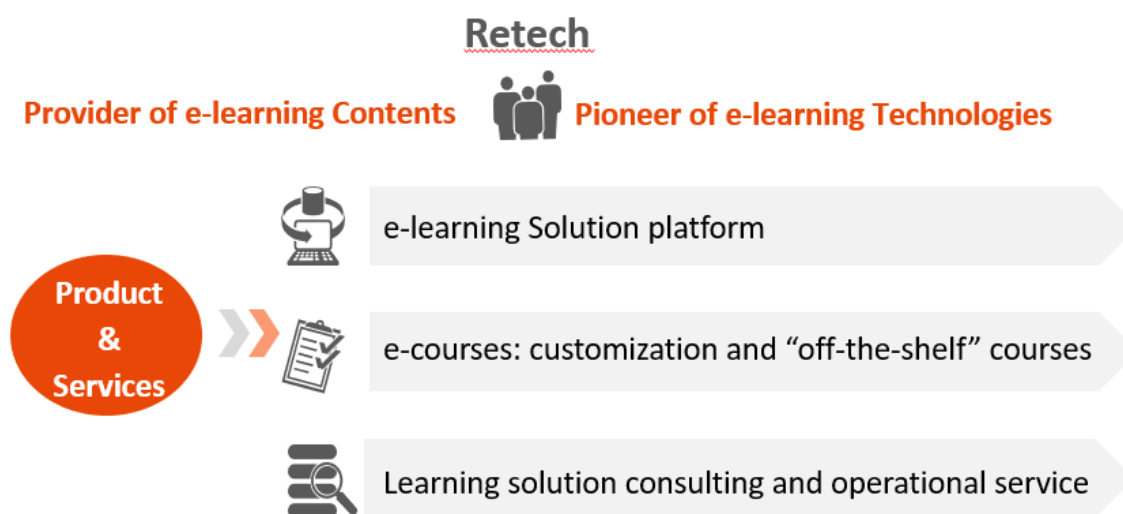 Retech
Provider of e-learning Contents
Pioneer of e-learning Technologies
e-learning Solution platform
Product
&
Services
e-courses: customization and “off-the-shelf” courses
Learning solution consulting and operational service